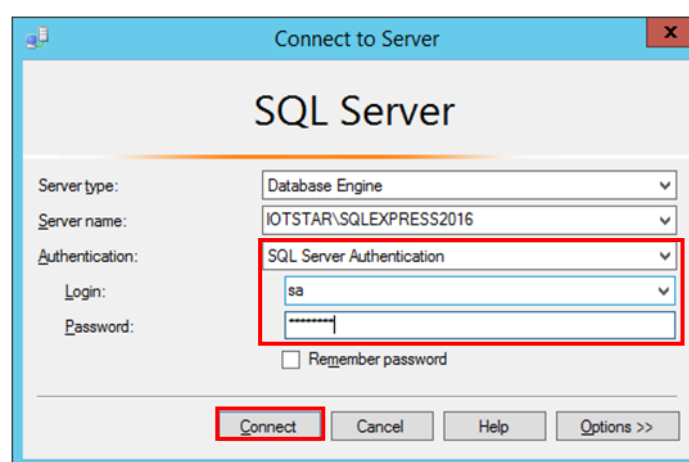 Connect to Server
x
SQL Server
Server type: Database Engine
Server name: IOTSTAR\SQLEXPRESS2016
Authentication: SQL Server Authentication
Login: sa
Password: ********
Remember password
Connect Cancel Help Options >>